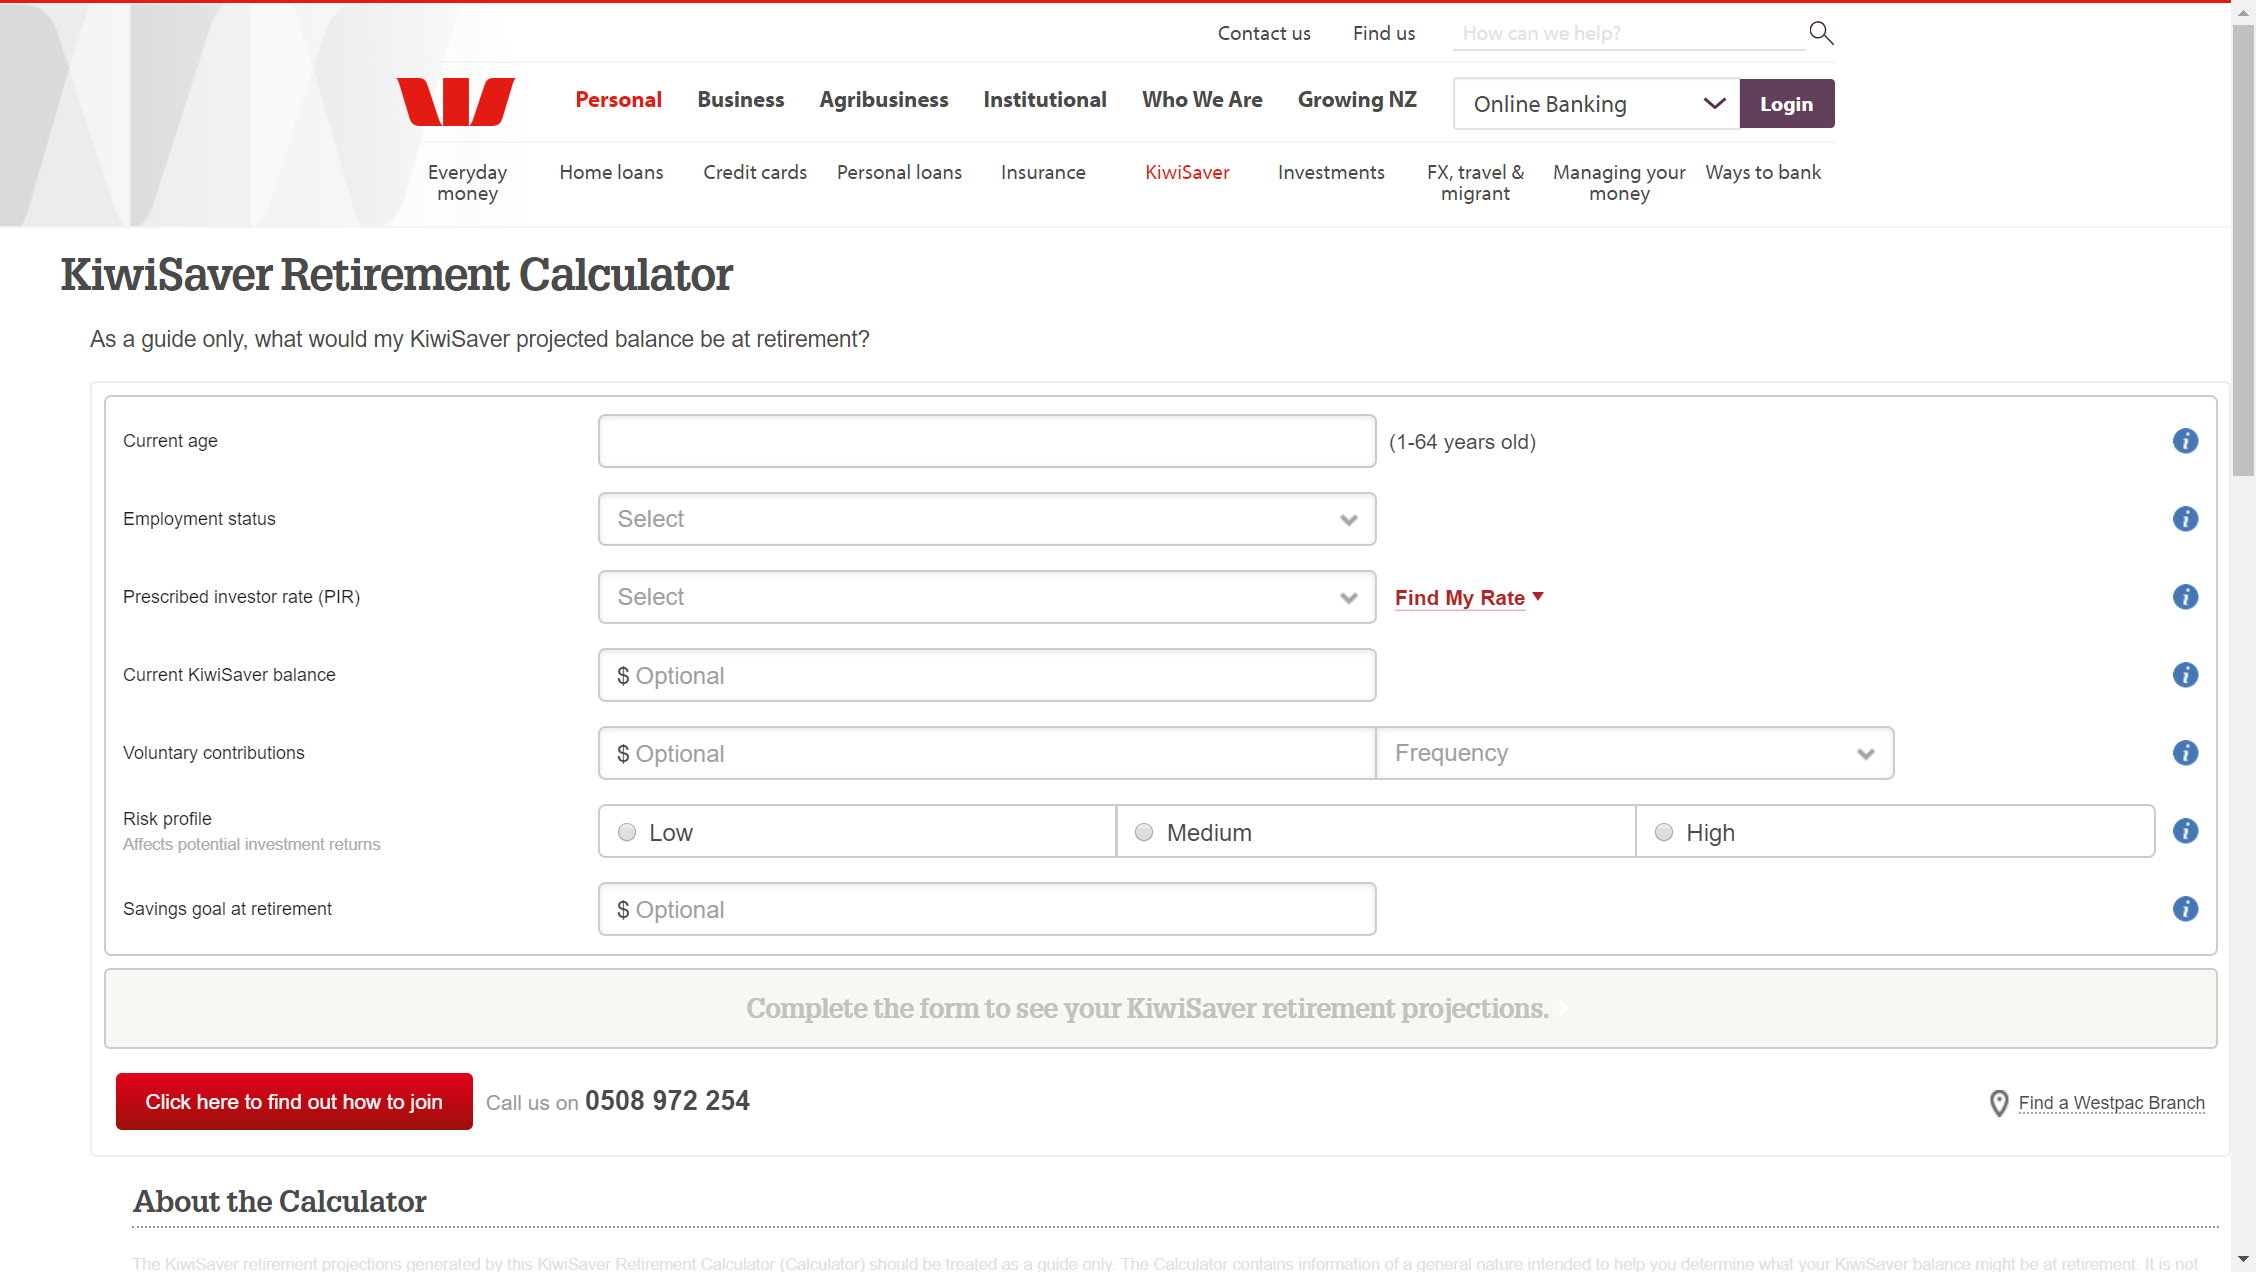 Contact us Find us How can we help?
Personal Business Agribusiness Institutional Who We Are Growing NZ Online Banking Login
Everyday money Home loans Credit cards Personal loans Insurance KiwiSaver Investments FX, travel & migrant Managing your money Ways to bank
KiwiSaver Retirement Calculator
As a guide only, what would my KiwiSaver projected balance be at retirement?
Current age (1-64 years old)
Employment status Select
Prescribed investor rate (PIR) Select Find My Rate
Current KiwiSaver balance $ Optional
Voluntary contributions $ Optional Frequency
Risk profile
Affects potential investment returns
Low Medium High
Savings goal at retirement $ Optional
Complete the form to see your KiwiSaver retirement projections.
Click here to find out how to join Call us on 0508 972 254 Find a Westpac Branch
About the Calculator
The KiwiSaver retirement projections generated by this KiwiSaver Retirement Calculator (Calculator) should be treated as a guide only. The Calculator contains information of a general nature intended to help you determine what your KiwiSaver balance might be at retirement. It is not